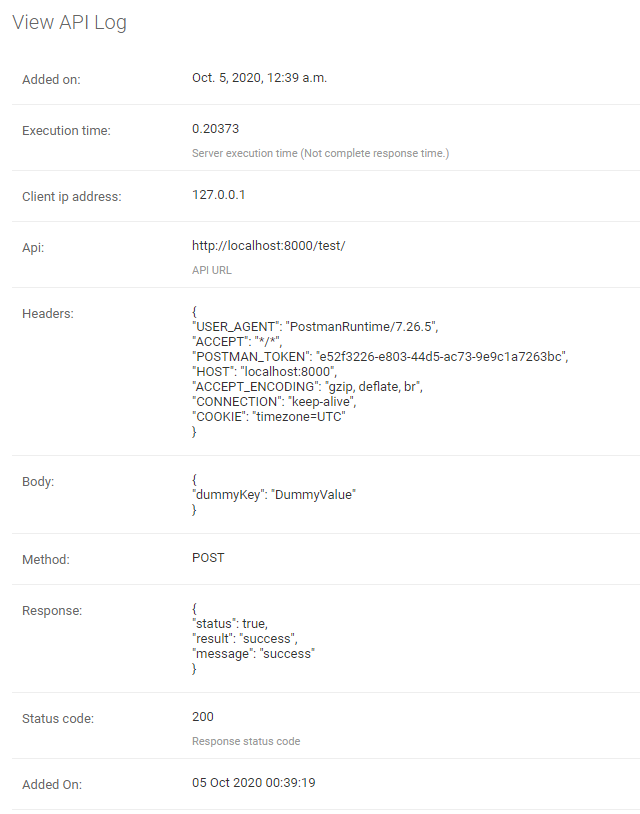 View API Log
Added on: Oct. 5, 2020, 12:39 a.m.
Execution time: 0.20373
Server execution time (Not complete response time.)
Client ip address: 127.0.0.1
Api: http://localhost:8000/test/
API URL
Headers: {
"USER_AGENT": "PostmanRuntime/7.26.5",
"ACCEPT": "*/*",
"POSTMAN_TOKEN": "e52f3226-e803-44d5-ac73-9e9c1a7263bc",
"HOST": "localhost:8000",
"ACCEPT_ENCODING": "gzip, deflate, br",
"CONNECTION": "keep-alive",
"COOKIE": "timezone=UTC"
}
Body: {
"dummyKey": "DummyValue"
}
Method: POST
Response: {
"status": true,
"result": "success",
"message": "success"
}
Status code: 200
Response status code
Added On: 05 Oct 2020 00:39:19